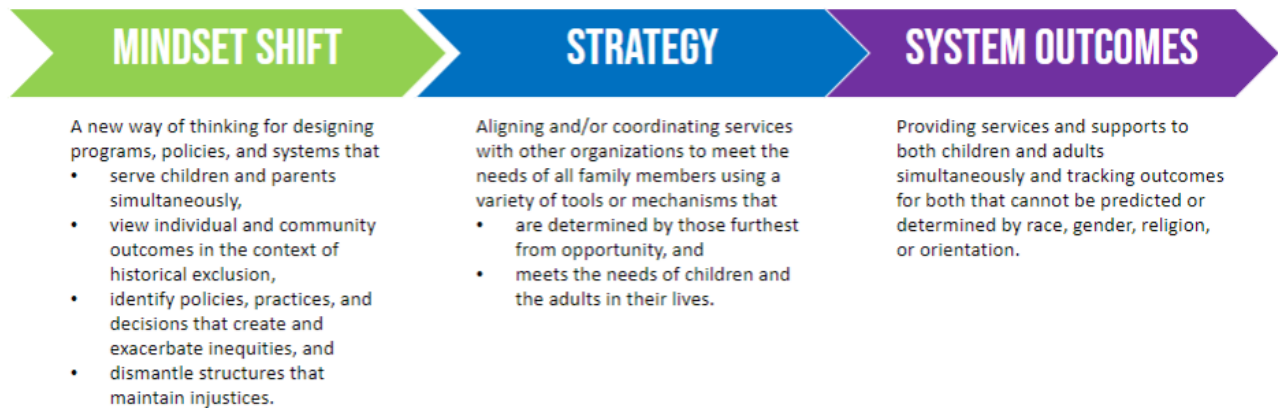 MINDSET SHIFT
A new way of thinking for designing
programs, policies, and systems that
• serve children and parents
simultaneously,
• view individual and community
outcomes in the context of
historical exclusion,
• identify policies, practices, and
decisions that create and
exacerbate inequities, and
• dismantle structures that
maintain injustices.
STRATEGY
Aligning and/or coordinating services
with other organizations to meet the
needs of all family members using a
variety of tools or mechanisms that
• are determined by those furthest
from opportunity, and
• meets the needs of children and
the adults in their lives.
SYSTEM OUTCOMES
Providing services and supports to
both children and adults
simultaneously and tracking outcomes
for both that cannot be predicted or
determined by race, gender, religion,
or orientation.